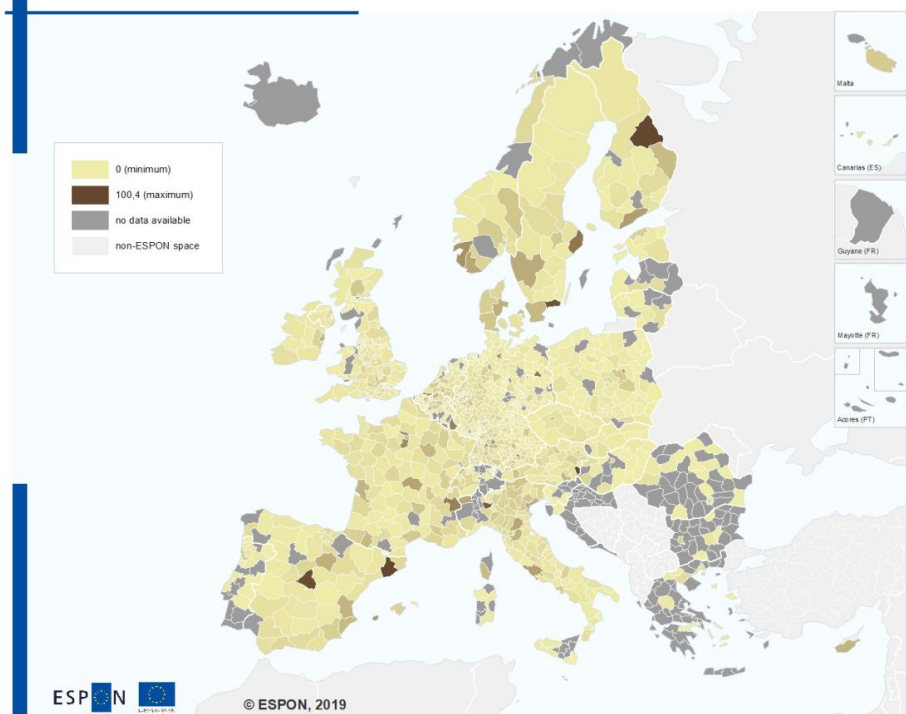 0 (minimum)
100,4 (maximum)
no data available
non-ESPON space
Malta
Canarias (ES)
Guyane (FR)
Mayotte (FR)
Acores (PT)
ESPON
© ESPON, 2019